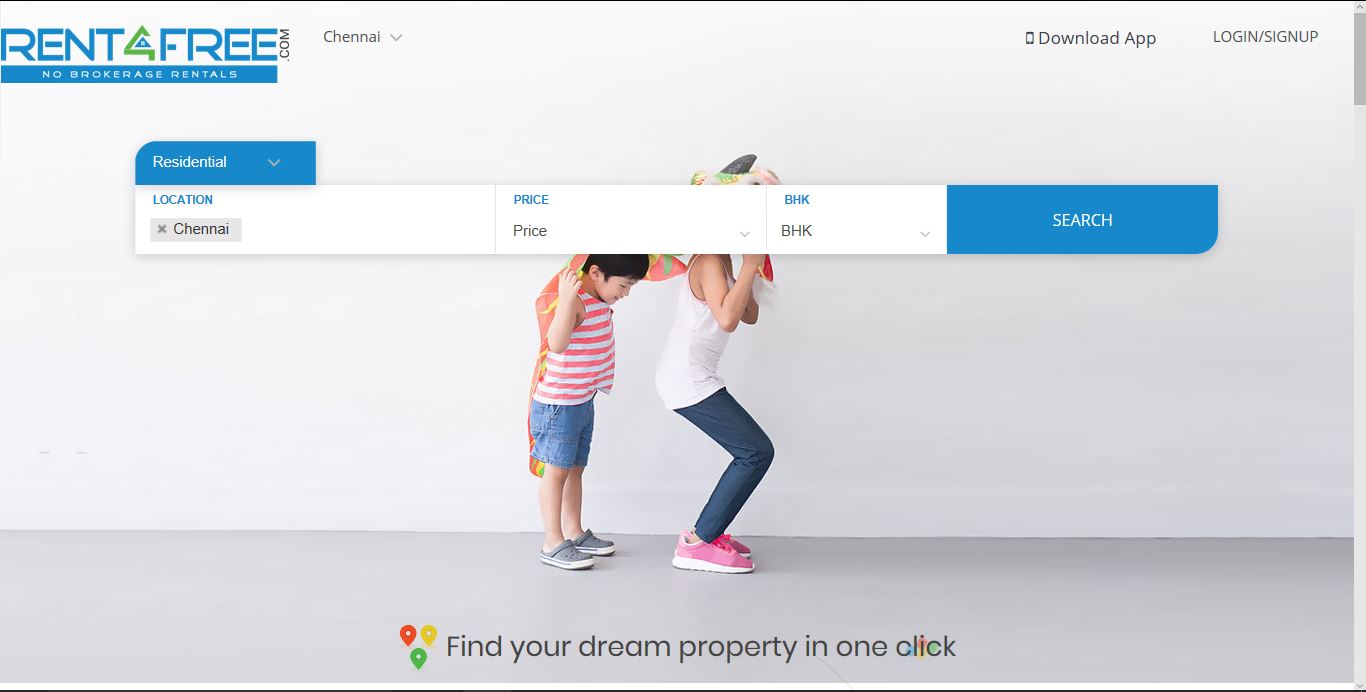 RENT4FREE
.COM
NO BROKERAGE RENTALS
Chennai
Download App
LOGIN/SIGNUP
Residential
LOCATION
PRICE
BHK
✖ Chennai
Price
BHK
SEARCH
Find your dream property in one click